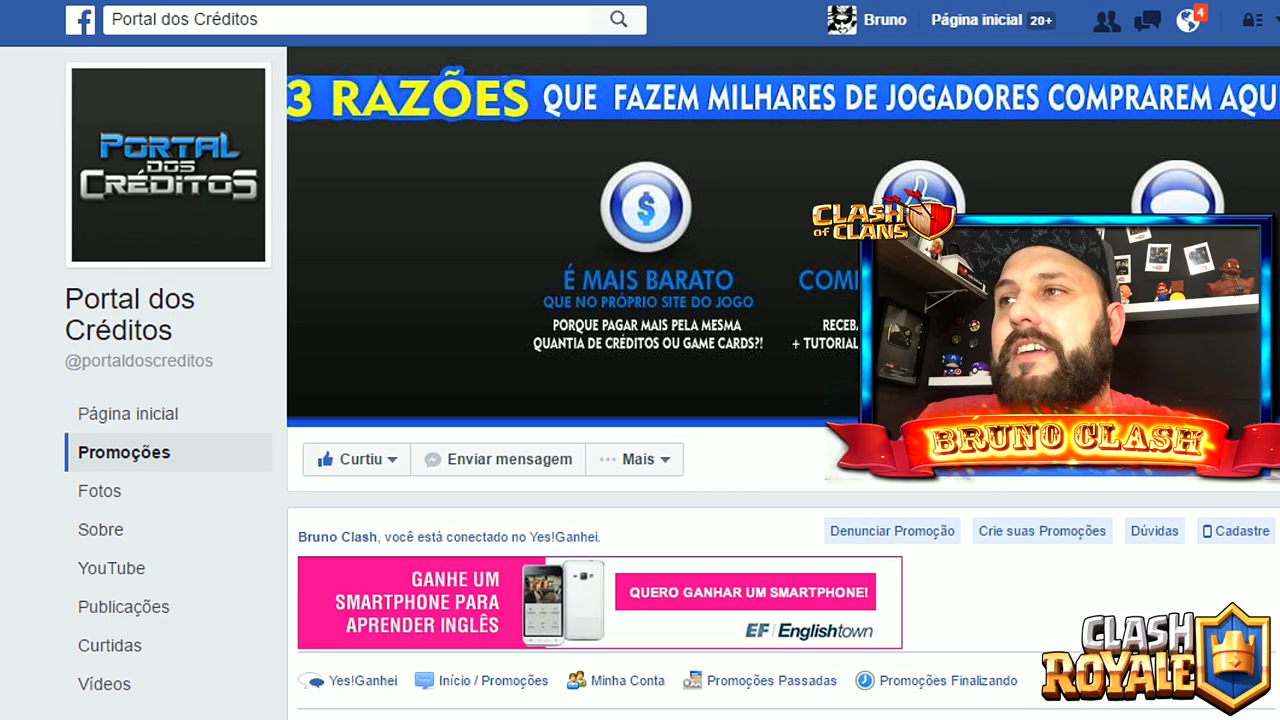 Portal dos Créditos
Bruno
Página inicial 20+
4
PORTAL
DOS
CRÉDITOS
3 RAZÕES QUE FAZEM MILHARES DE JOGADORES COMPRAREM AQU
$
É MAIS BARATO
QUE NO PRÓPRIO SITE DO JOGO
PORQUE PAGAR MAIS PELA MESMA
QUANTIA DE CRÉDITOS OU GAME CARDS?!
COM
RECEB
+ TUTORIAL
CLASH
OF CLANS
BRUNO CLASH
Portal dos
Créditos
@portaldoscreditos
Página inicial
Promoções
Fotos
Sobre
YouTube
Publicações
Curtidas
Vídeos
Curtiu
Enviar mensagem
Mais
Bruno Clash, você está conectado no Yes!Ganhei.
Denunciar Promoção
Crie suas Promoções
Dúvidas
Cadastre
GANHE UM
SMARTPHONE PARA
APRENDER INGLÊS
QUERO GANHAR UM SMARTPHONE!
EF Englishtown
Yes!Ganhei
Início / Promoções
Minha Conta
Promoções Passadas
Promoções Finalizando
CLASH
ROYALE